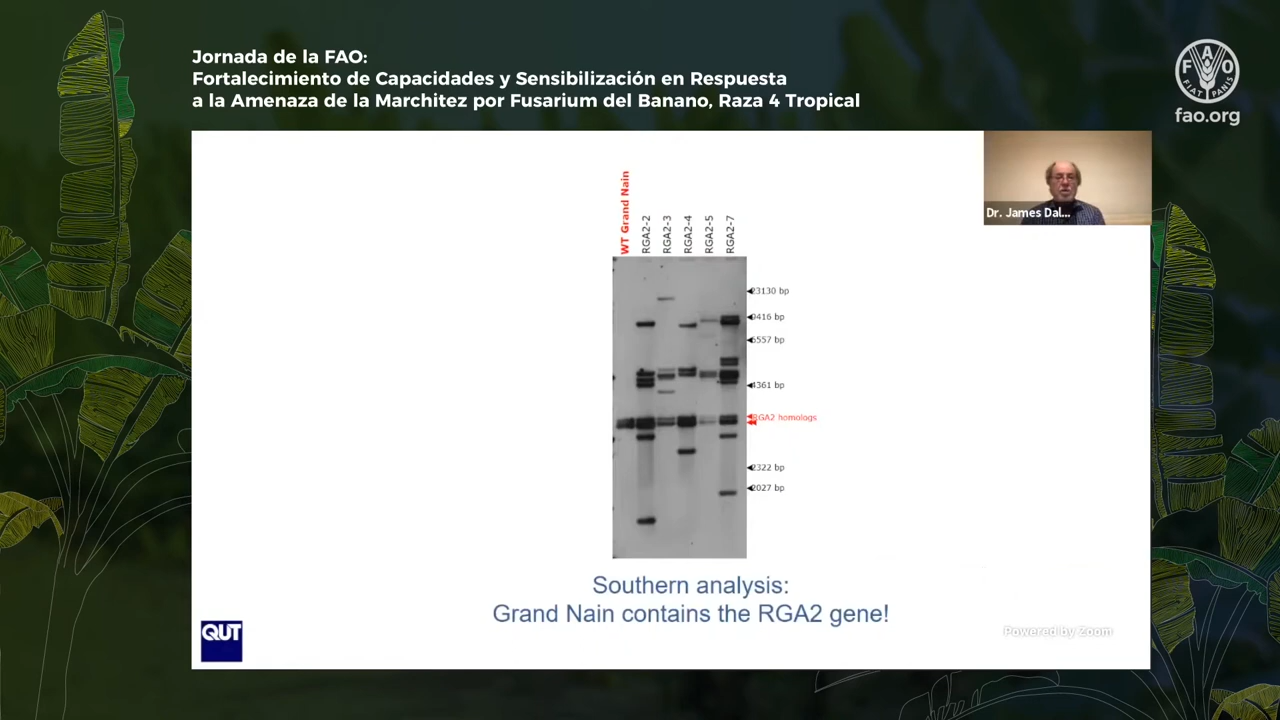 Jornada de la FAO:
Fortalecimiento de Capacidades y Sensibilización en Respuesta
a la Amenaza de la Marchitez por Fusarium del Banano, Raza 4 Tropical
F A O
FIAT PANIS
fao.org
Dr. James Dal...
WT Grand Nain
RGA2-2
RGA2-3
RGA2-4
RGA2-5
RGA2-7
23130 bp
9416 bp
6557 bp
4361 bp
RGA2 homologs
2322 bp
2027 bp
Southern analysis:
Grand Nain contains the RGA2 gene!
QUT
Powered by Zoom